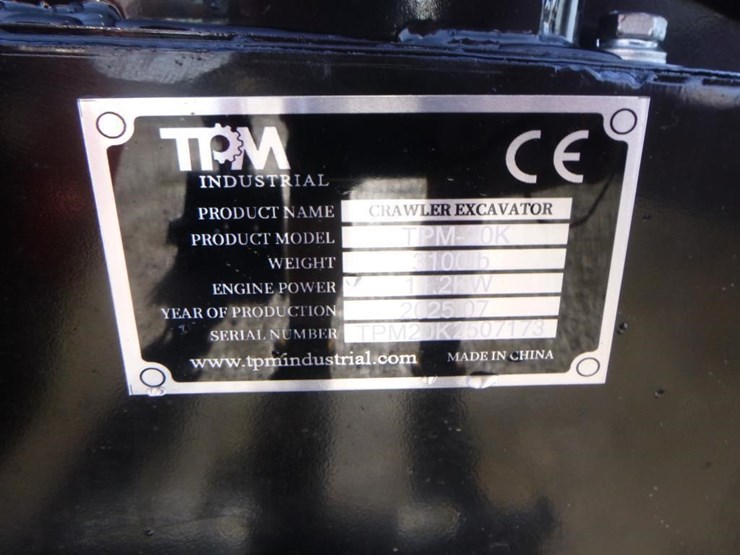 TPM
INDUSTRIAL
CE
PRODUCT NAME CRAWLER EXCAVATOR
PRODUCT MODEL
WEIGHT
ENGINE POWER
YEAR OF PRODUCTION 2025.07
SERIAL NUMBER TPM20K2507173
www.tpmindustrial.com MADE IN CHINA